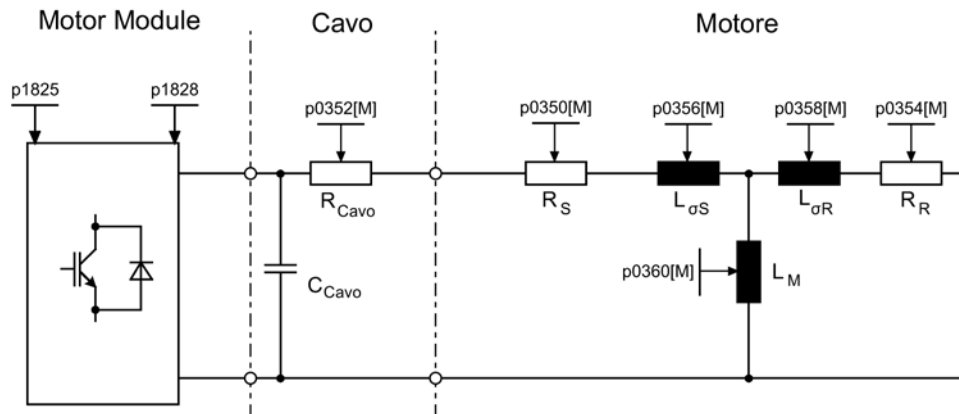 Motor Module
Cavo
Motore
p1825
p1828
p0352[M]
p0350[M]
p0356[M]
p0358[M]
p0354[M]
RCavo
RS
LσS
LσR
RR
p0360[M]
LM
CCavo